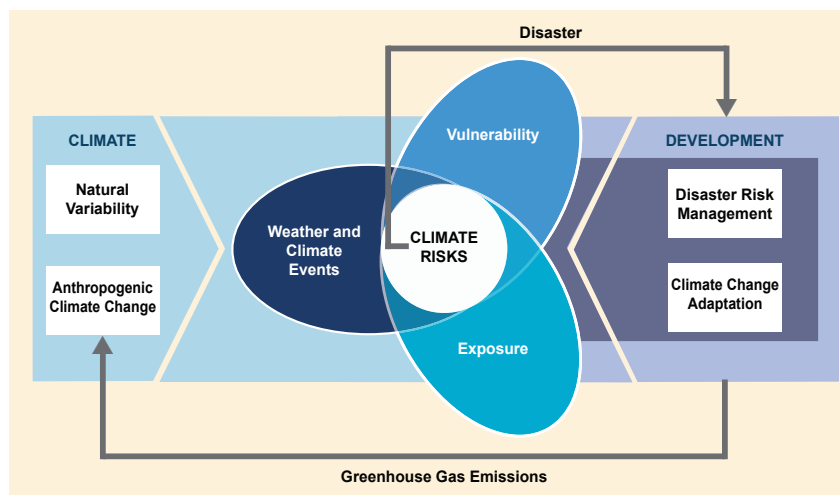 Disaster
CLIMATE
Natural
Variability
Anthropogenic
Climate Change
Weather and
Climate
Events
Vulnerability
CLIMATE
RISKS
Exposure
DEVELOPMENT
Disaster Risk
Management
Climate Change
Adaptation
Greenhouse Gas Emissions